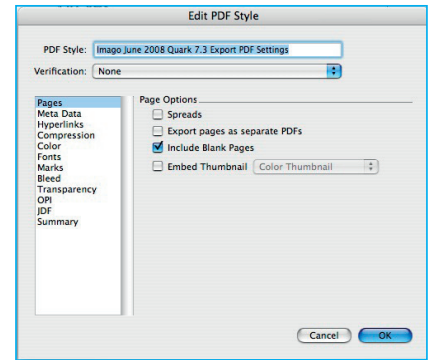 Edit PDF Style
PDF Style: Imago June 2008 Quark 7.3 Export PDF Settings
Verification: None
Pages
Meta Data
Hyperlinks
Compression
Color
Fonts
Marks
Bleed
Transparency
OPI
JDF
Summary
Page Options
Spreads
Export pages as separate PDFs
Include Blank Pages
Embed Thumbnail Color Thumbnail
Cancel OK